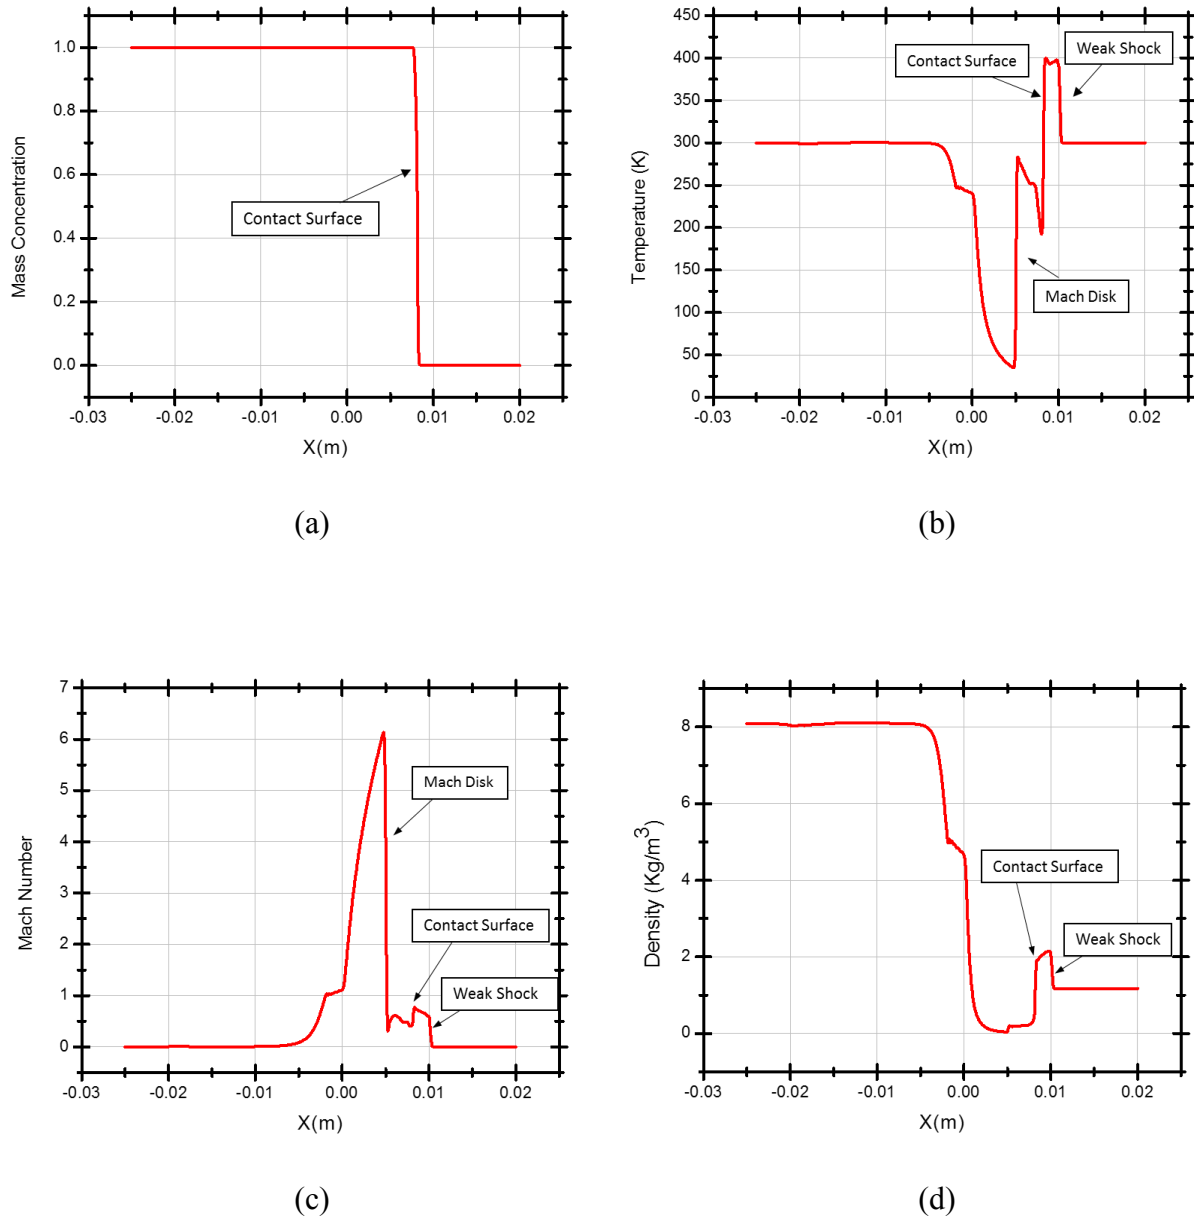 Mass Concentration
1.0
0.8
0.6
0.4
0.2
0.0
Contact Surface
-0.03
-0.02
-0.01
0.00
0.01
0.02
X(m)
(a)
Temperature (K)
450
400
350
300
250
200
150
100
50
0
Contact Surface
Weak Shock
Mach Disk
-0.03
-0.02
-0.01
0.00
0.01
0.02
X(m)
(b)
Mach Number
7
6
5
4
3
2
1
0
Mach Disk
Contact Surface
Weak Shock
-0.03
-0.02
-0.01
0.00
0.01
0.02
X(m)
(c)
Density (Kg/m³)
8
6
4
2
0
Contact Surface
Weak Shock
-0.03
-0.02
-0.01
0.00
0.01
0.02
X(m)
(d)